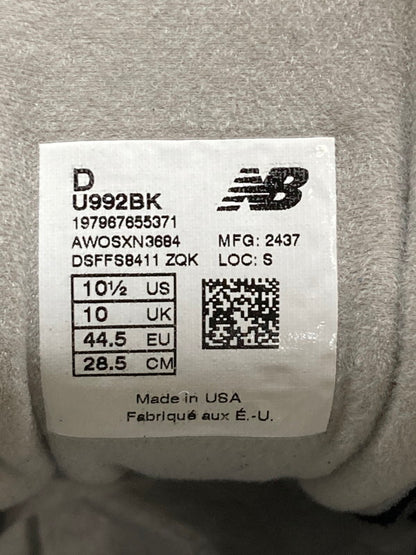 D
NB
U992BK
197967655371
AWOSXN3684 MFG: 2437
DSFFS8411 ZQK LOC: S
10½ US
10 UK
44.5 EU
28.5 CM
Made in USA
Fabriqué aux É.-U.